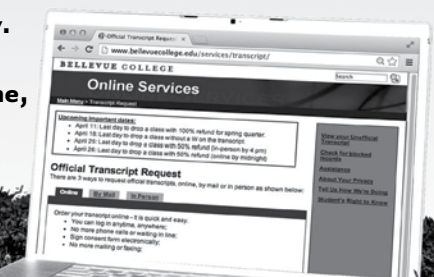 y.
ne,
Official Transcript Request
www.bellevuecollege.edu/services/transcript/
BELLEVUE COLLEGE
Search
Online Services
Main Menu > Transcript Request
Upcoming important dates:
April 11: Last day to drop a class with 100% refund for spring quarter.
April 18: Last day to drop a class without a W on the transcript.
April 25: Last day to drop a class with 50% refund (in-person by 4 pm)
April 26: Last day to drop a class with 50% refund (online by midnight)
Official Transcript Request
There are 3 ways to request official transcripts, online, by mail or in person as shown below:
Online By Mail In Person
Order your transcript online - it is quick and easy.
You can log in anytime, anywhere;
No more phone calls or waiting in line;
Sign consent form electronically;
No more mailing or faxing;
View your Unofficial
Transcript
Check for blocked
records
Assistance
About Your Privacy
Tell Us How We're Doing
Student's Right to Know